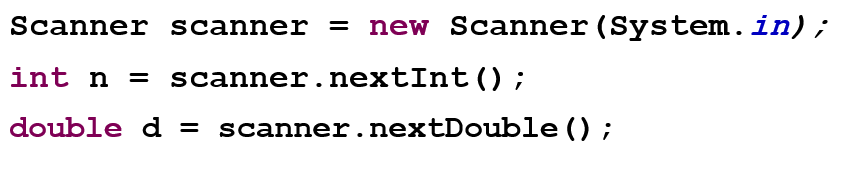 Scanner scanner = new Scanner(System.in);
int n = scanner.nextInt();
double d = scanner.nextDouble();